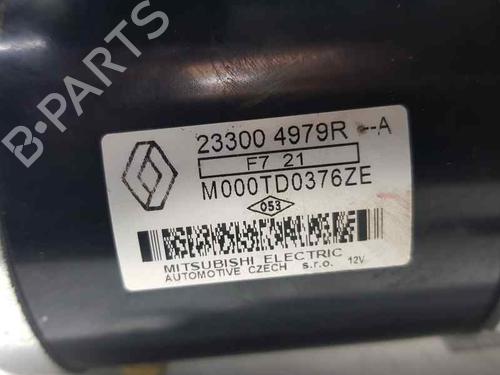 23300 4979R --A
F7 21
M000TD0376ZE
053
MITSUBISHI ELECTRIC
AUTOMOTIVE CZECH s.r.o. 12V
B PARTS